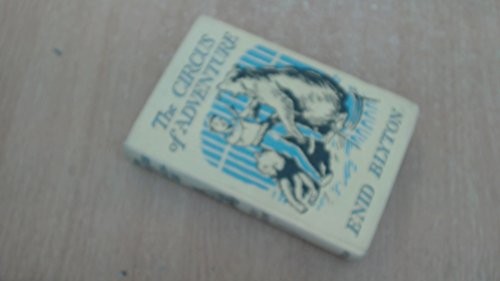 The CIRCUS
of ADVENTURE
ENID BLYTON